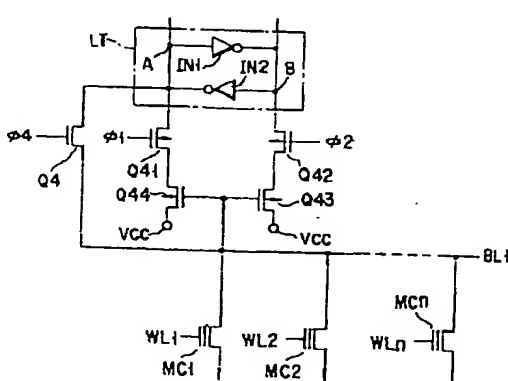 LT
A
IN1
IN2
B
φ4
Q4
φ1
Q41
φ2
Q42
Q44
Q43
VCC
VCC
BL1
WL1
MC1
WL2
MC2
WLn
MCn